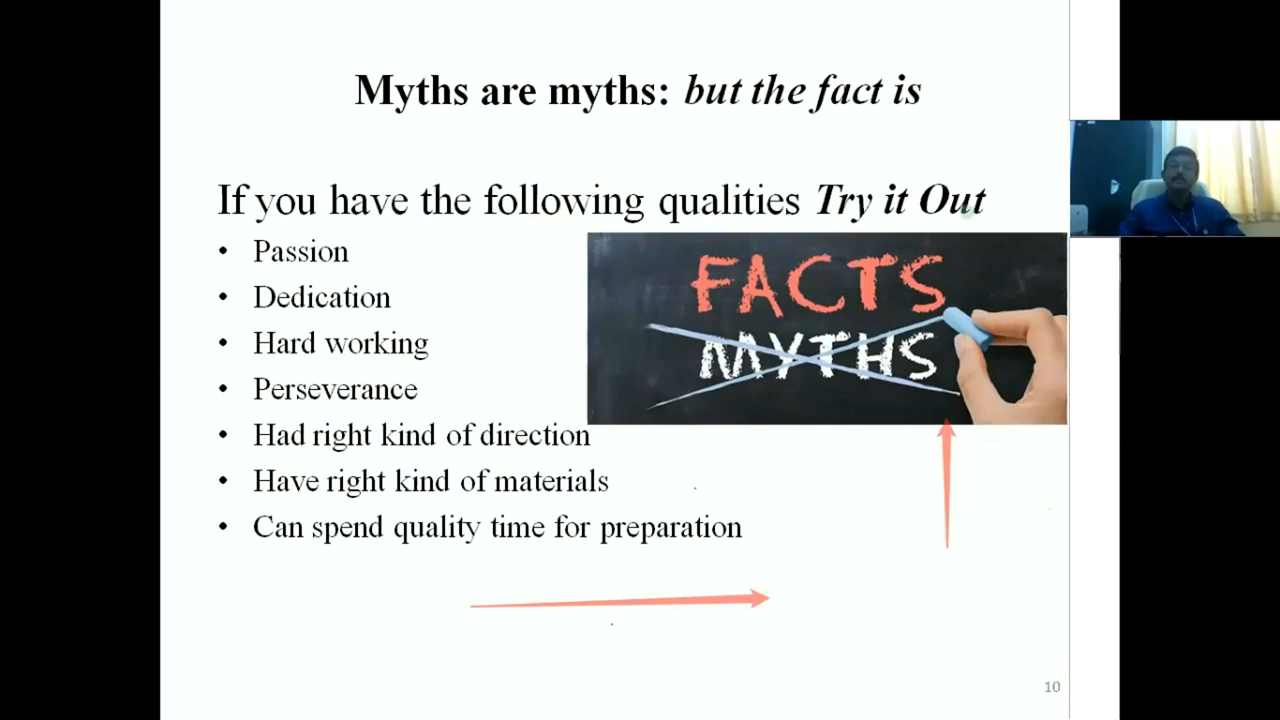 Myths are myths: but the fact is
If you have the following qualities Try it Out
• Passion
• Dedication
• Hard working
• Perseverance
• Had right kind of direction
• Have right kind of materials
• Can spend quality time for preparation
FACTS
MYTHS
10